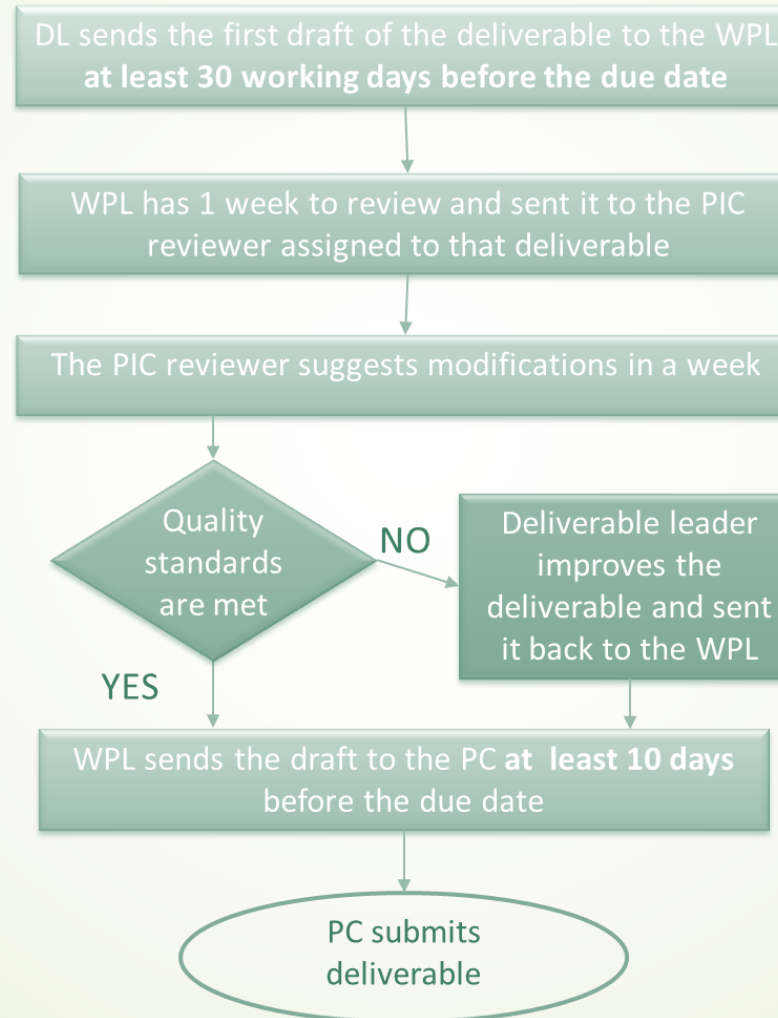 DL sends the first draft of the deliverable to the WPL
at least 30 working days before the due date
WPL has 1 week to review and sent it to the PIC
reviewer assigned to that deliverable
The PIC reviewer suggests modifications in a week
Quality
standards
are met
NO
Deliverable leader
improves the
deliverable and sent
it back to the WPL
YES
WPL sends the draft to the PC at least 10 days
before the due date
PC submits
deliverable